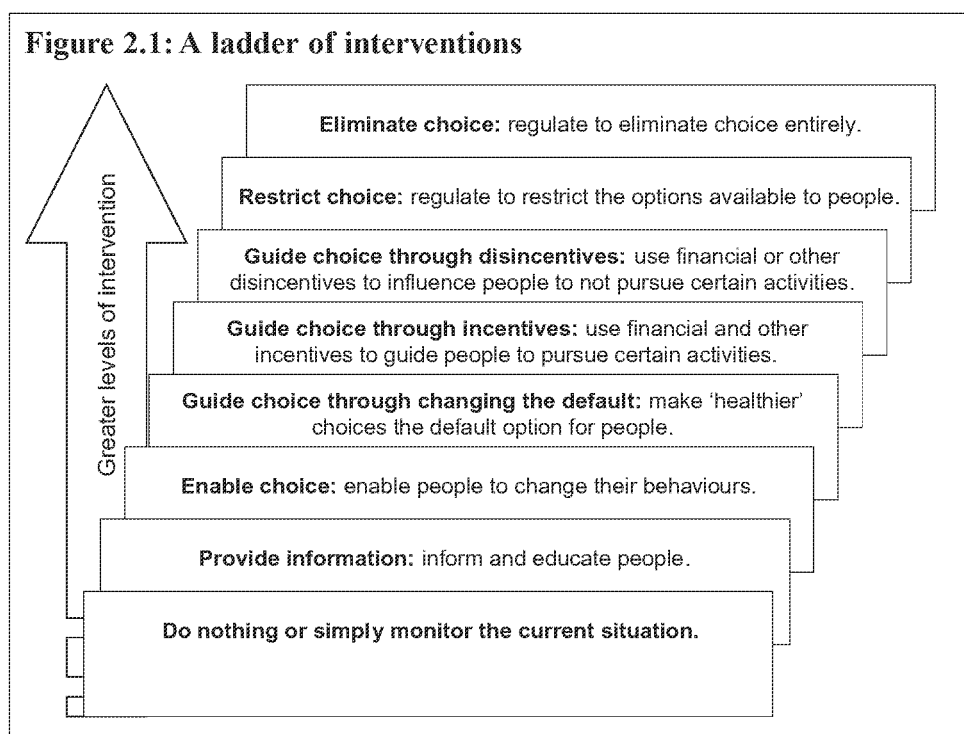 Figure 2.1: A ladder of interventions
Greater levels of intervention
Eliminate choice: regulate to eliminate choice entirely.
Restrict choice: regulate to restrict the options available to people.
Guide choice through disincentives: use financial or other
disincentives to influence people to not pursue certain activities.
Guide choice through incentives: use financial and other
incentives to guide people to pursue certain activities.
Guide choice through changing the default: make ‘healthier’
choices the default option for people.
Enable choice: enable people to change their behaviours.
Provide information: inform and educate people.
Do nothing or simply monitor the current situation.